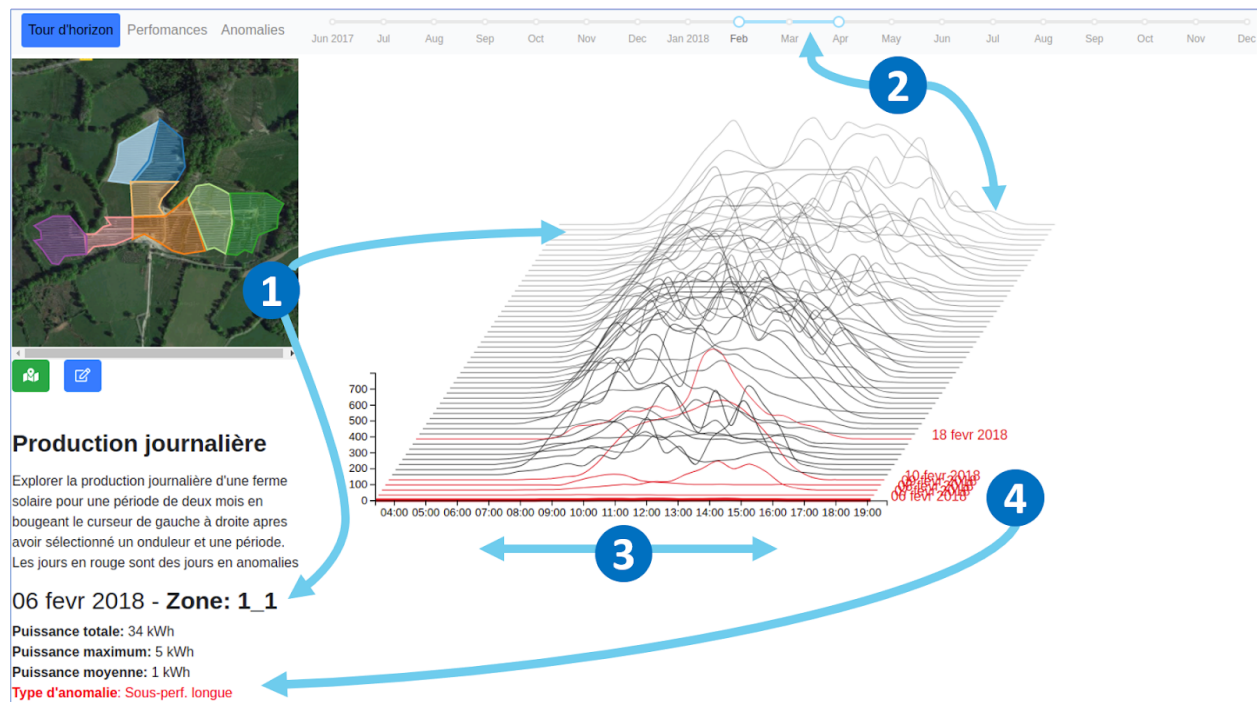 Tour d'horizon Perfomances Anomalies
Jun 2017 Jul Aug Sep Oct Nov Dec Jan 2018 Feb Mar Apr May Jun Jul Aug Sep Oct Nov Dec
2
1
Production journalière
Explorer la production journalière d'une ferme
solaire pour une période de deux mois en
bougeant le curseur de gauche à droite apres
avoir sélectionné un onduleur et une période.
Les jours en rouge sont des jours en anomalies
06 fevr 2018 - Zone: 1_1
Puissance totale: 34 kWh
Puissance maximum: 5 kWh
Puissance moyenne: 1 kWh
Type d'anomalie: Sous-perf. longue
700
600
500
400
300
200
100
0
04:00 05:00 06:00 07:00 08:00 09:00 10:00 11:00 12:00 13:00 14:00 15:00 16:00 17:00 18:00 19:00
18 fevr 2018
10 fevr 2018
06 fevr 2018
3
4